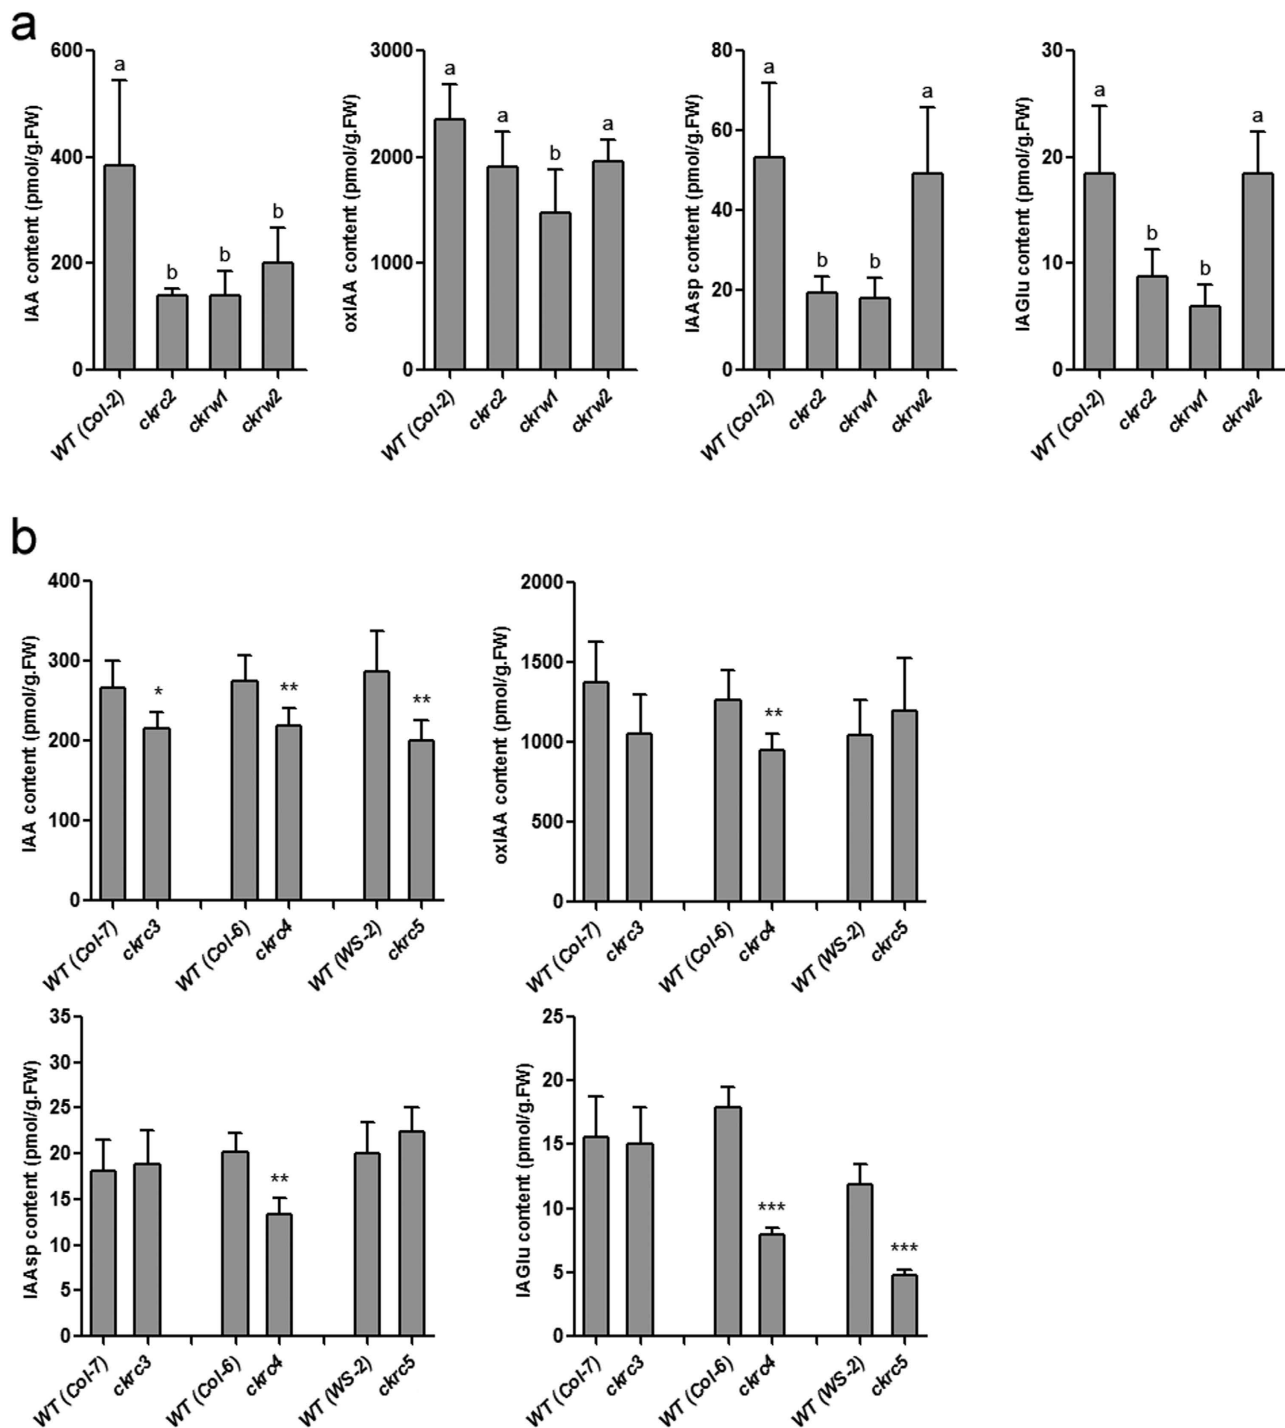 a
IAA content (pmol/g.FW)
600
400
200
0
a
b
b
b
WT (Col-2)
ckrc2
ckrw1
ckrw2
oxIAA content (pmol/g.FW)
3000
2000
1000
0
a
a
b
a
WT (Col-2)
ckrc2
ckrw1
ckrw2
IAAsp content (pmol/g.FW)
80
60
40
20
0
a
b
b
a
WT (Col-2)
ckrc2
ckrw1
ckrw2
IAGlu content (pmol/g.FW)
30
20
10
0
a
b
b
a
WT (Col-2)
ckrc2
ckrw1
ckrw2
b
IAA content (pmol/g.FW)
400
300
200
100
0
*
**
**
WT (Col-7)
ckrc3
WT (Col-6)
ckrc4
WT (WS-2)
ckrc5
oxIAA content (pmol/g.FW)
2000
1500
1000
500
0
**
WT (Col-7)
ckrc3
WT (Col-6)
ckrc4
WT (WS-2)
ckrc5
IAAsp content (pmol/g.FW)
35
30
25
20
15
10
5
0
**
WT (Col-7)
ckrc3
WT (Col-6)
ckrc4
WT (WS-2)
ckrc5
IAGlu content (pmol/g.FW)
25
20
15
10
5
0
***
***
WT (Col-7)
ckrc3
WT (Col-6)
ckrc4
WT (WS-2)
ckrc5